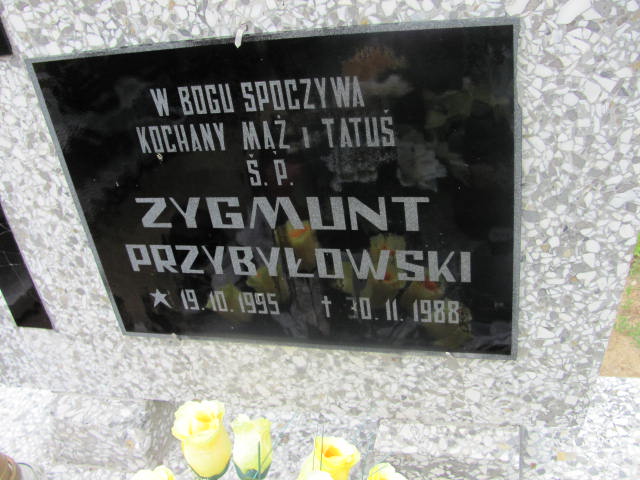 W BOGU SPOCZYWA
KOCHANY MĄŻ i TATUŚ
Ś. P.
ZYGMUNT
PRZYBYŁOWSKI
★ 19.10.1995 † 30.11.1988